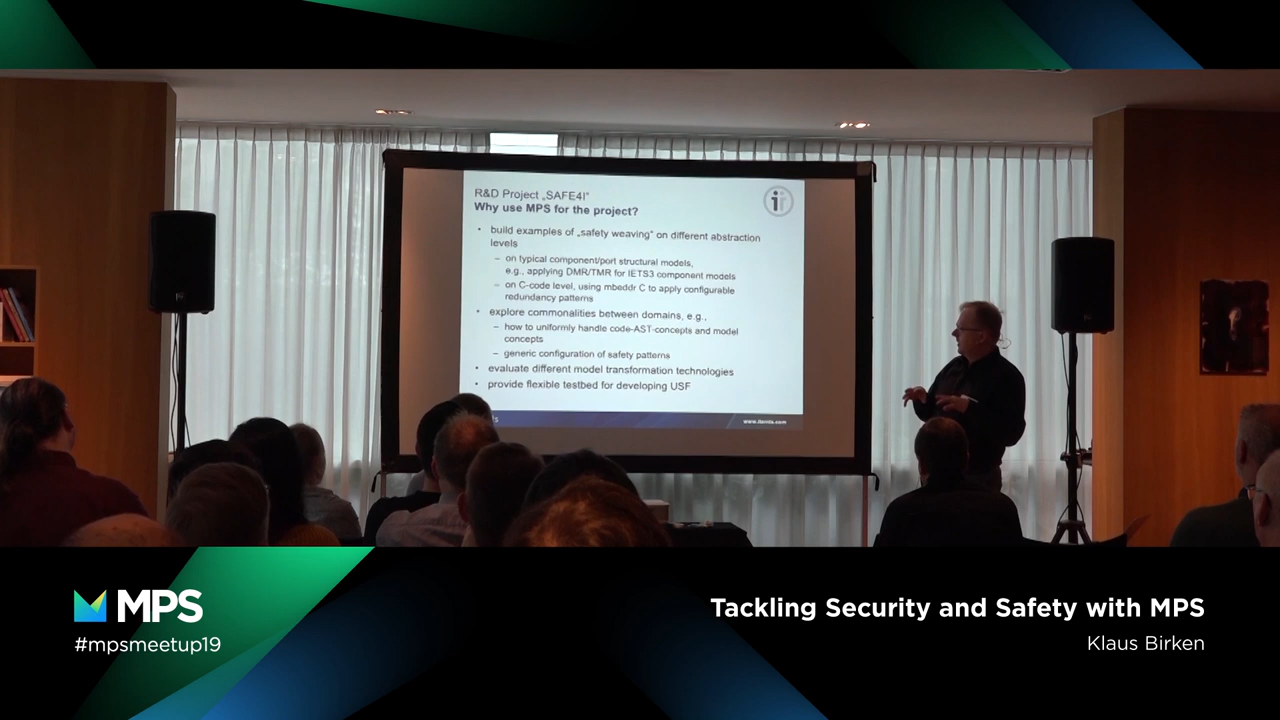 R&D Project „SAFE4I“
Why use MPS for the project?
• build examples of „safety weaving“ on different abstraction
levels
– on typical component/port structural models,
e.g., applying DMR/TMR for IETS3 component models
– on C-code level, using mbeddr C to apply configurable
redundancy patterns
• explore commonalities between domains, e.g.,
– how to uniformly handle code-AST-concepts and model
concepts
– generic configuration of safety patterns
• evaluate different model transformation technologies
• provide flexible testbed for developing USF
www.itemis.com
MPS
#mpsmeetup19
Tackling Security and Safety with MPS
Klaus Birken